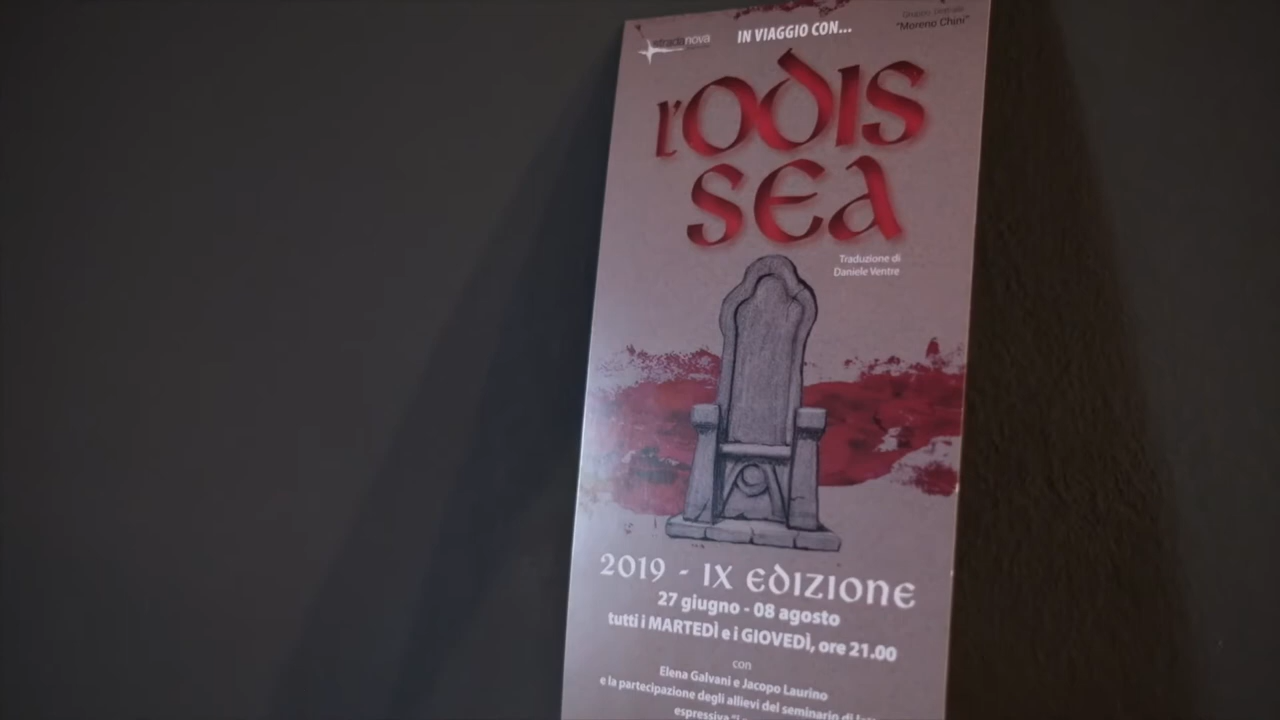 stradanova
IN VIAGGIO CON...
"Moreno Chini"
l'ODIS
SEA
Traduzione di
Daniele Ventre
2019 - IX EDIZIONE
27 giugno - 08 agosto
tutti i MARTEDÌ e i GIOVEDÌ, ore 21.00
con
Elena Galvani e Jacopo Laurino
e la partecipazione degli allievi del seminario di
espressiva